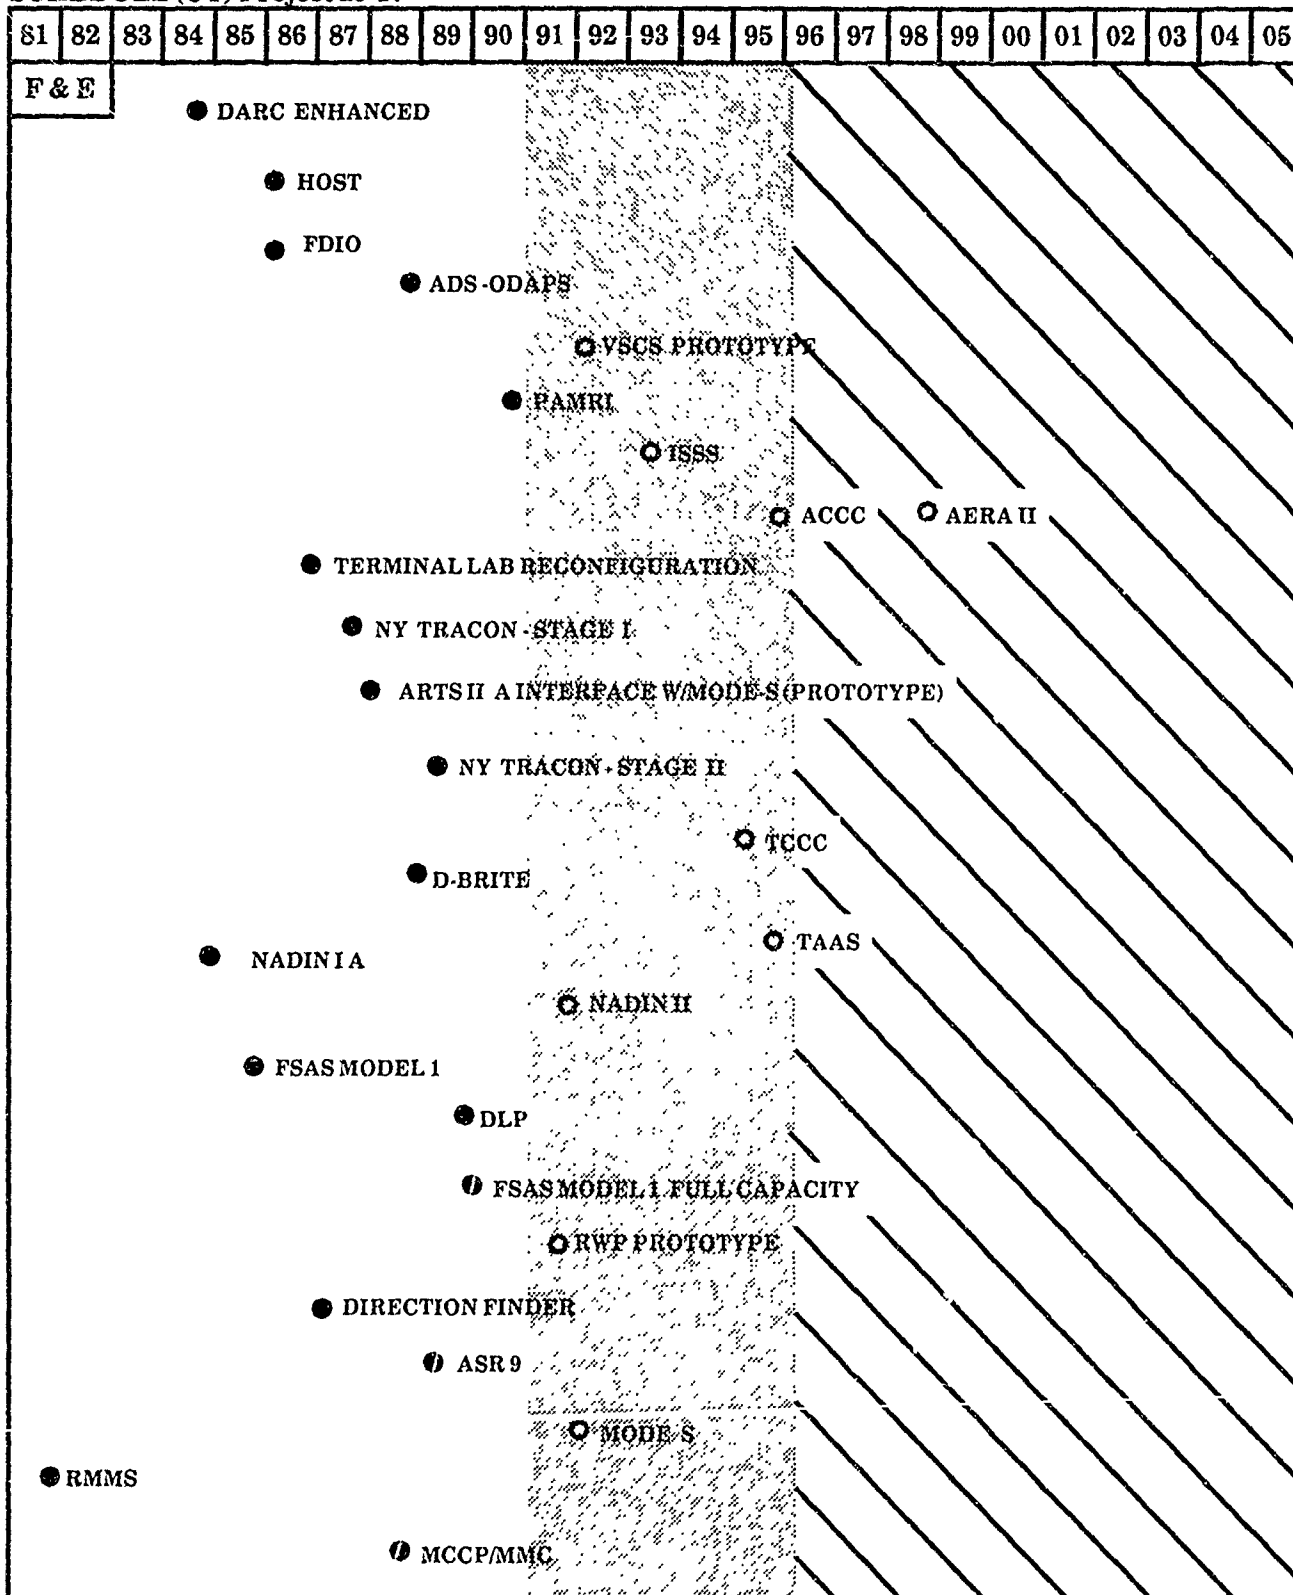 81 82 83 84 85 86 87 88 89 90 91 92 93 94 95 96 97 98 99 00 01 02 03 04 05
F & E
DARC ENHANCED
HOST
FDIO
ADS-ODAPS
VSCS PROTOTYPE
PAMRI
ISSS
ACCC AERA II
TERMINAL LAB RECONFIGURATION
NY TRACON - STAGE I
ARTS II A INTERFACE W/MODE-S (PROTOTYPE)
NY TRACON - STAGE II
TCCC
D-BRITE
TAAS
NADIN I A
NADIN II
FSAS MODEL 1
DLP
FSAS MODEL 1 FULL CAPACITY
RWP PROTOTYPE
DIRECTION FINDER
ASR 9
MODE S
RMMS
MCCP/MMC